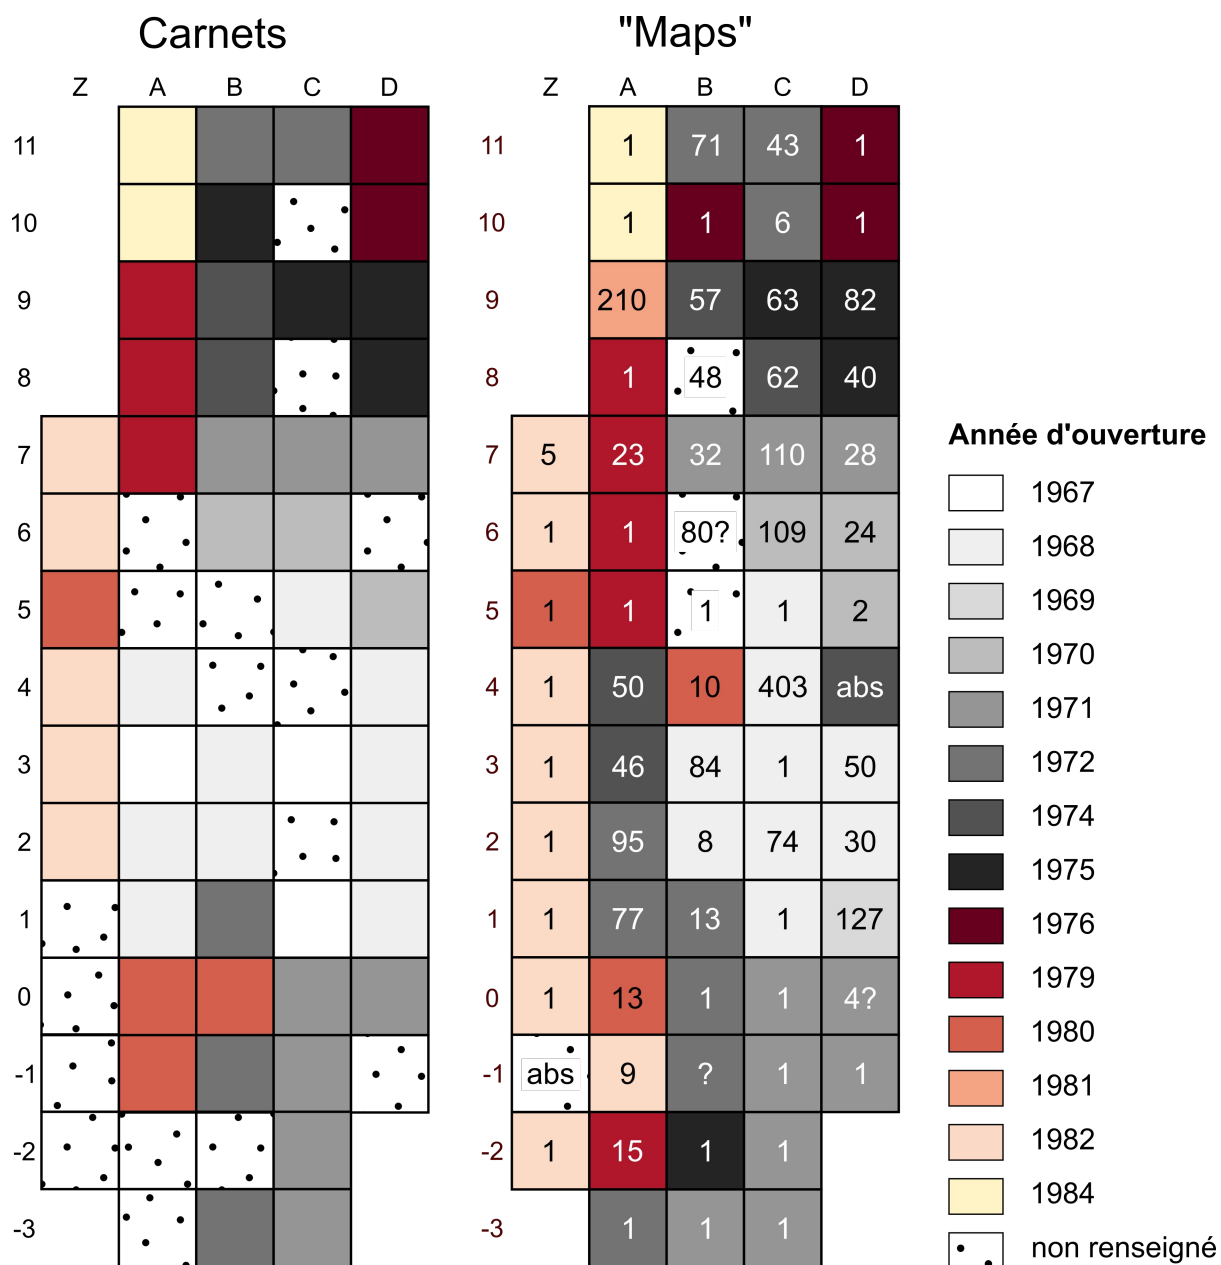 Carnets "Maps"
Z A B C D Z A B C D
11 11 1 71 43 1
10 10 1 1 6 1
9 9 210 57 63 82
8 8 1 48 62 40
7 7 5 23 32 110 28
6 6 1 1 80? 109 24
5 5 1 1 1 1 2
4 4 1 50 10 403 abs
3 3 1 46 84 1 50
2 2 1 95 8 74 30
1 1 1 77 13 1 127
0 0 1 13 1 1 4?
-1 -1 abs 9 ? 1 1
-2 -2 1 15 1 1
-3 -3 1 1 1
Année d'ouverture
1967
1968
1969
1970
1971
1972
1974
1975
1976
1979
1980
1981
1982
1984
non renseigné